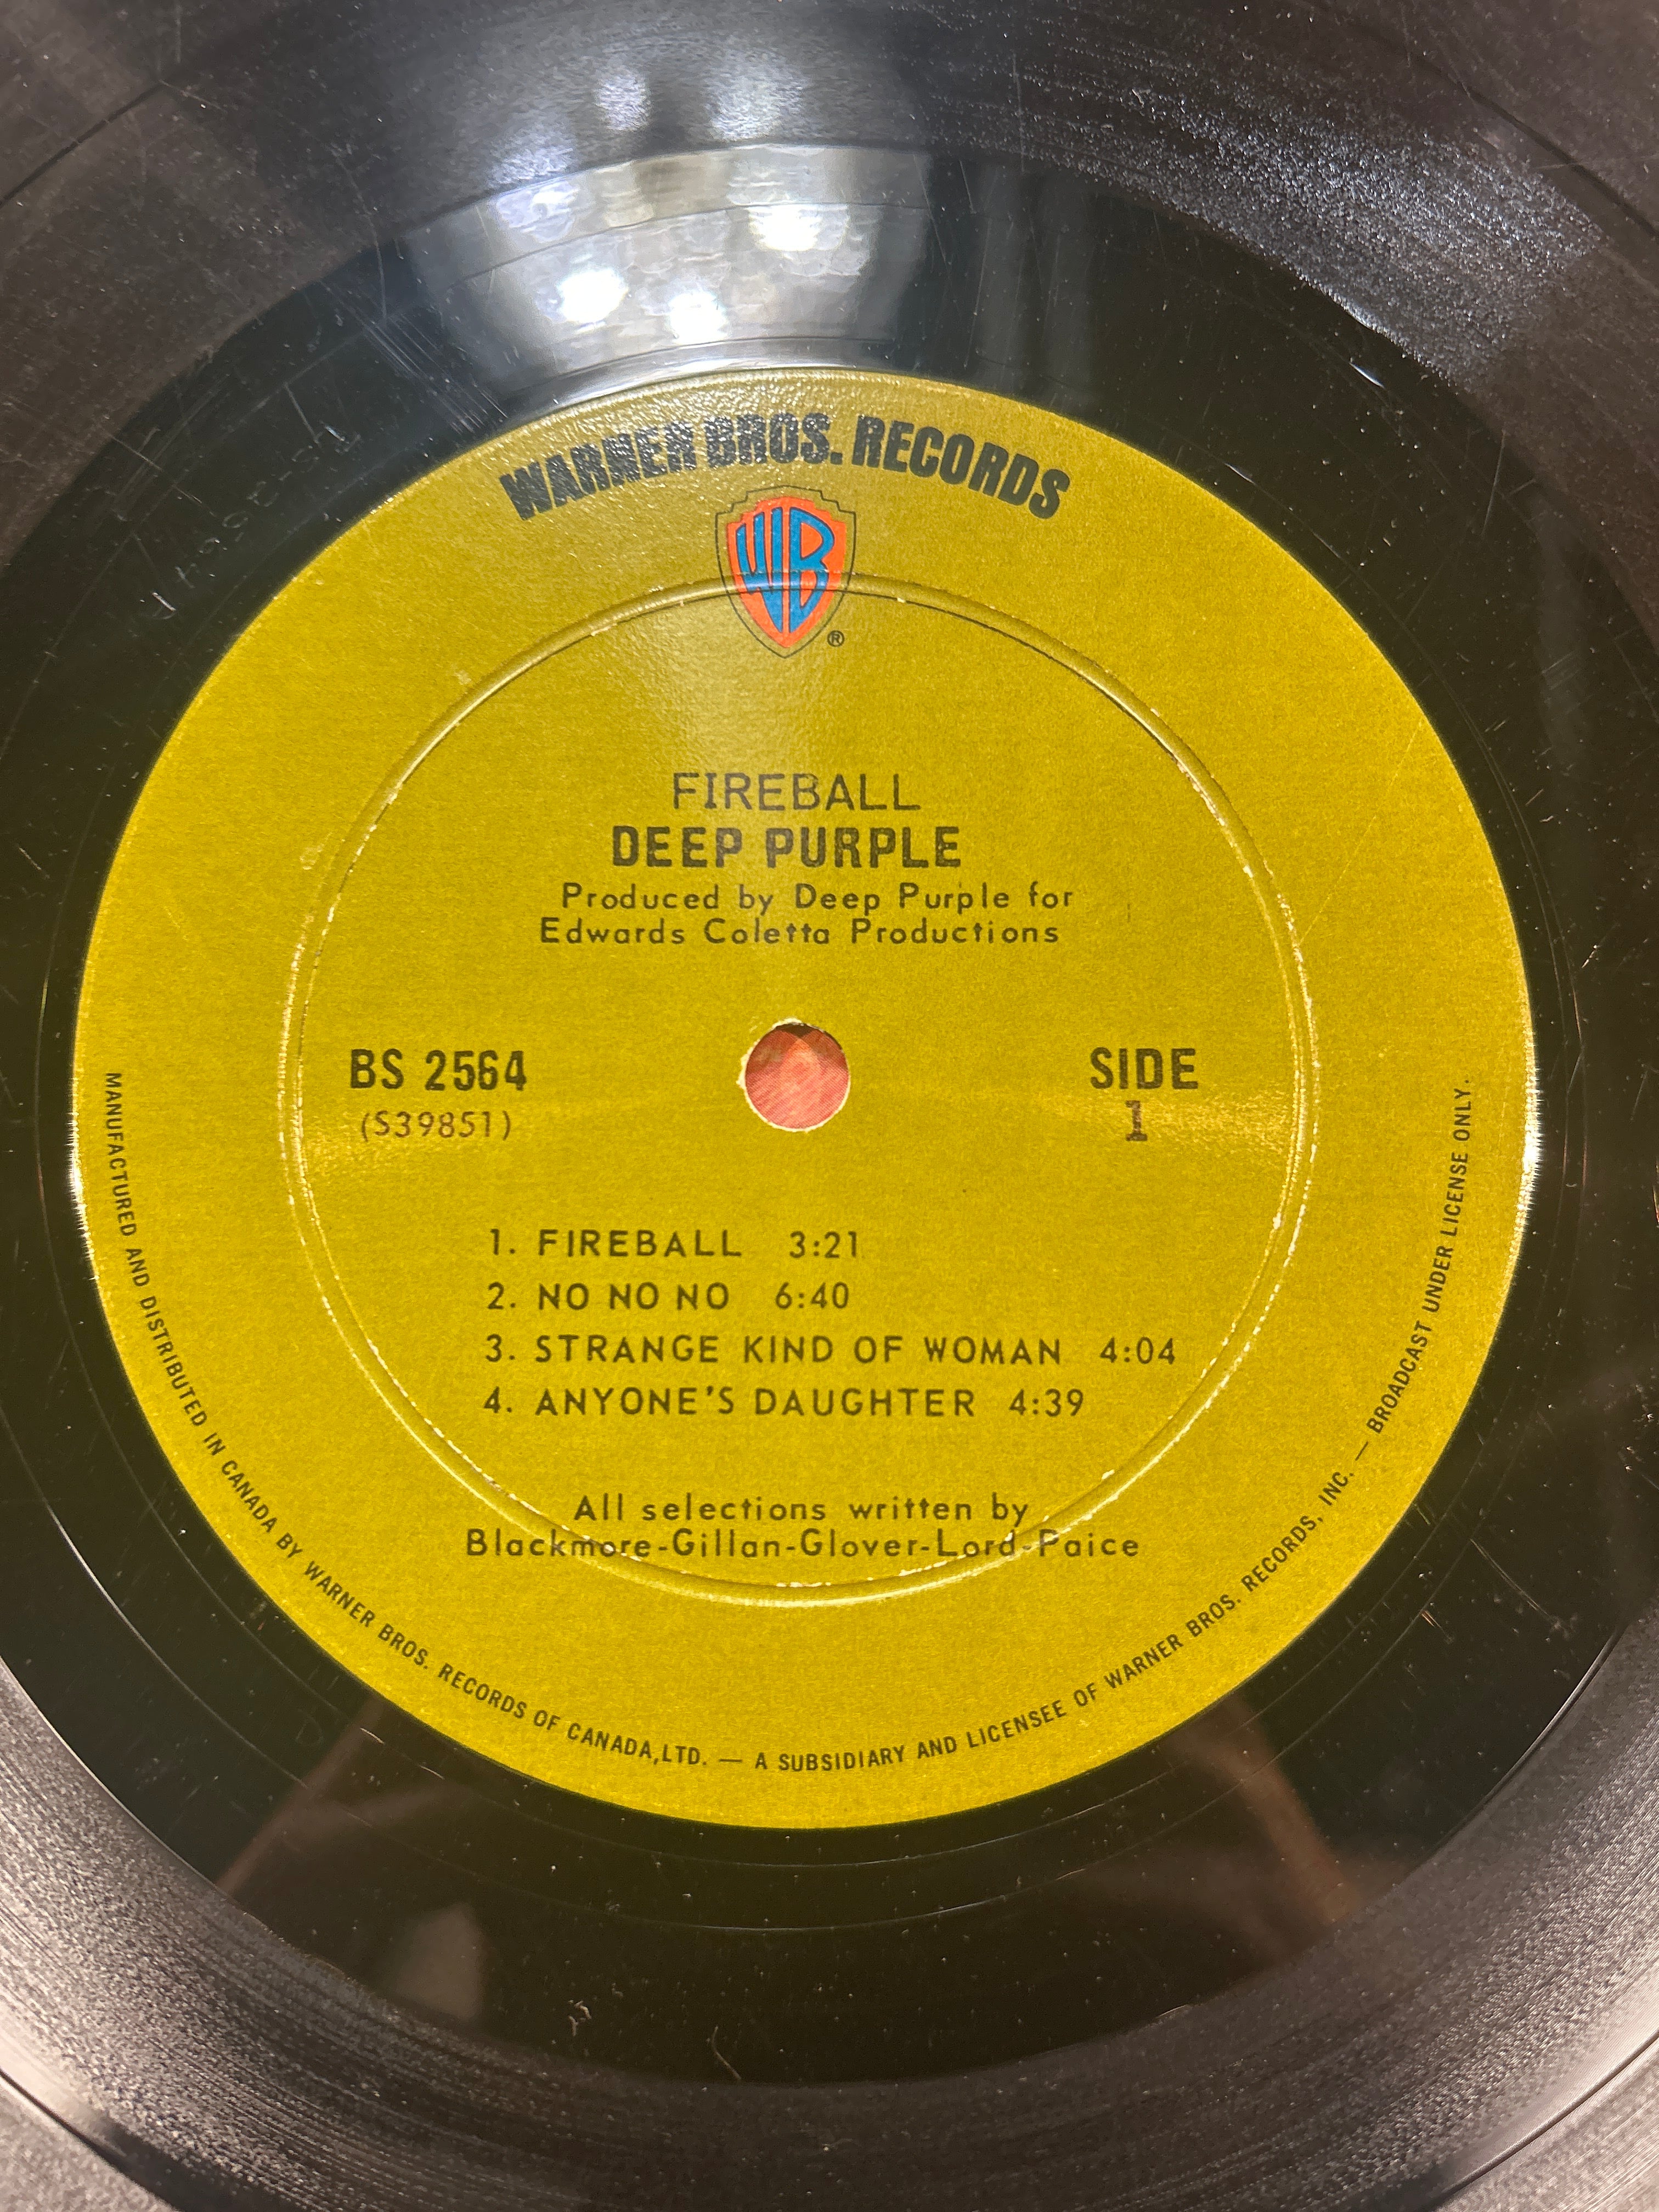 WARNER BROS. RECORDS
WB
®
FIREBALL
DEEP PURPLE
Produced by Deep Purple for
Edwards Coletta Productions
BS 2564
(S39851)
SIDE
1
1. FIREBALL 3:21
2. NO NO NO 6:40
3. STRANGE KIND OF WOMAN 4:04
4. ANYONE'S DAUGHTER 4:39
All selections written by
Blackmore-Gillan-Glover-Lord-Paice
MANUFACTURED AND DISTRIBUTED IN CANADA BY WARNER BROS. RECORDS OF CANADA, LTD. — A SUBSIDIARY AND LICENSEE OF WARNER BROS. RECORDS, INC. — BROADCAST UNDER LICENSE ONLY.